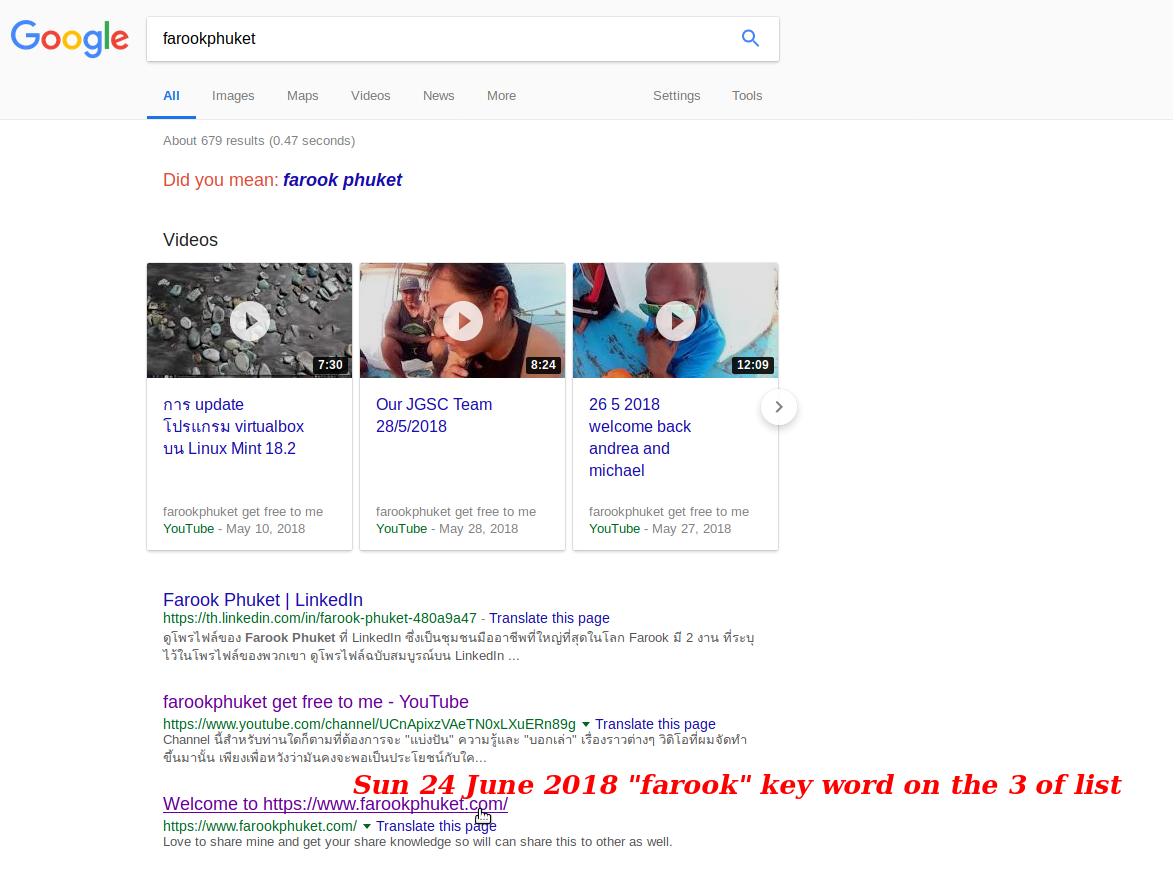 Google
farookphuket
All Images Maps Videos News More Settings Tools
About 679 results (0.47 seconds)
Did you mean: farook phuket
Videos
7:30
8:24
12:09
การ update
โปรแกรม virtualbox
บน Linux Mint 18.2
farookphuket get free to me
YouTube - May 10, 2018
Our JGSC Team
28/5/2018
farookphuket get free to me
YouTube - May 28, 2018
26 5 2018
welcome back
andrea and
michael
farookphuket get free to me
YouTube - May 27, 2018
Farook Phuket | LinkedIn
https://th.linkedin.com/in/farook-phuket-480a9a47 - Translate this page
ดูโพรไฟล์ของ Farook Phuket ที่ LinkedIn ซึ่งเป็นชุมชนมืออาชีพที่ใหญ่ที่สุดในโลก Farook มี 2 งาน ที่ระบุ
ไว้ในโพรไฟล์ของพวกเขา ดูโพรไฟล์ฉบับสมบูรณ์บน LinkedIn ...
farookphuket get free to me - YouTube
https://www.youtube.com/channel/UCnApixzVAeTN0xLXuERn89g Translate this page
Channel นี้สำหรับท่านใดก็ตามที่ต้องการจะ "แบ่งปัน" ความรู้และ "บอกเล่า" เรื่องราวต่างๆ วิดิโอที่ผมจัดทำ
ขึ้นมานั้น เพียงเพื่อหวังว่ามันคงจะพอเป็นประโยชน์กับใค...
Sun 24 June 2018 "farook" key word on the 3 of list
Welcome to https://www.farookphuket.com/
https://www.farookphuket.com/ Translate this page
Love to share mine and get your share knowledge so will can share this to other as well.